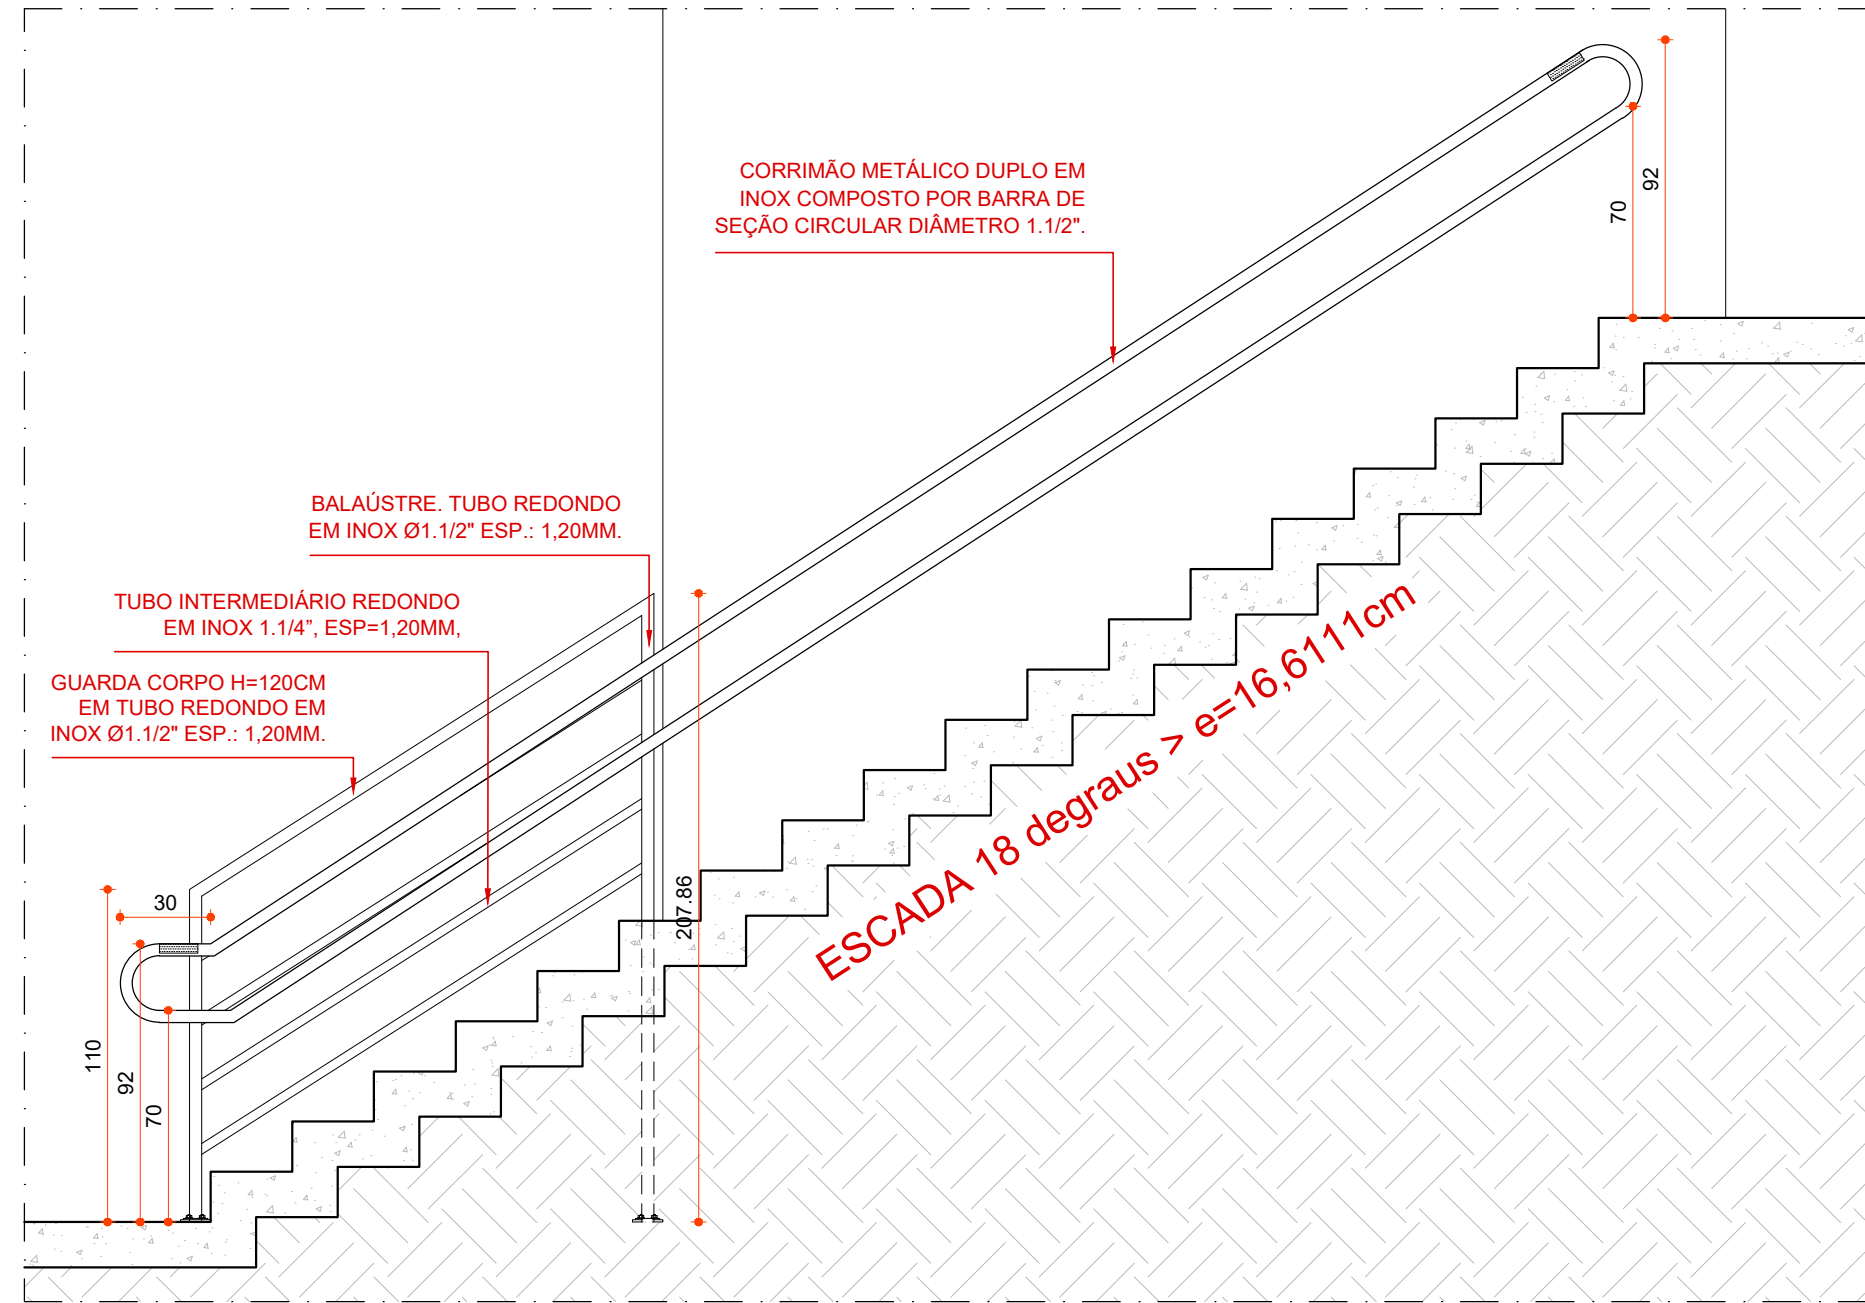 CORRIMÃO METÁLICO DUPLO EM
INOX COMPOSTO POR BARRA DE
SEÇÃO CIRCULAR DIÂMETRO 1.1/2".
92
70
BALAÚSTRE. TUBO REDONDO
EM INOX Ø1.1/2" ESP.: 1,20MM.
TUBO INTERMEDIÁRIO REDONDO
EM INOX 1.1/4”, ESP=1,20MM,
GUARDA CORPO H=120CM
EM TUBO REDONDO EM
INOX Ø1.1/2" ESP.: 1,20MM.
ESCADA 18 degraus > e=16,6111cm
207.86
30
110
92
70